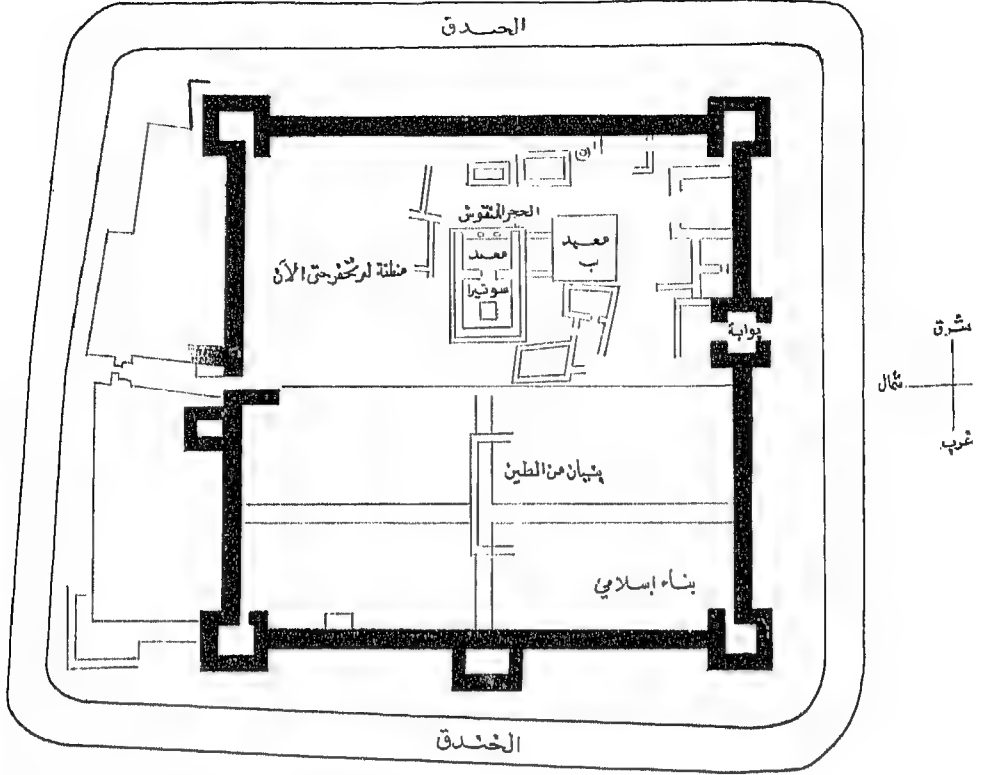 الخندق
الحجر المنقوش
معبد
ب
معبد
سوتيرا
منطقة لم تحفر حتى الآن
بوابة
شرق
شمال
غرب
بنيان من الطين
بناء إسلامي
الخندق